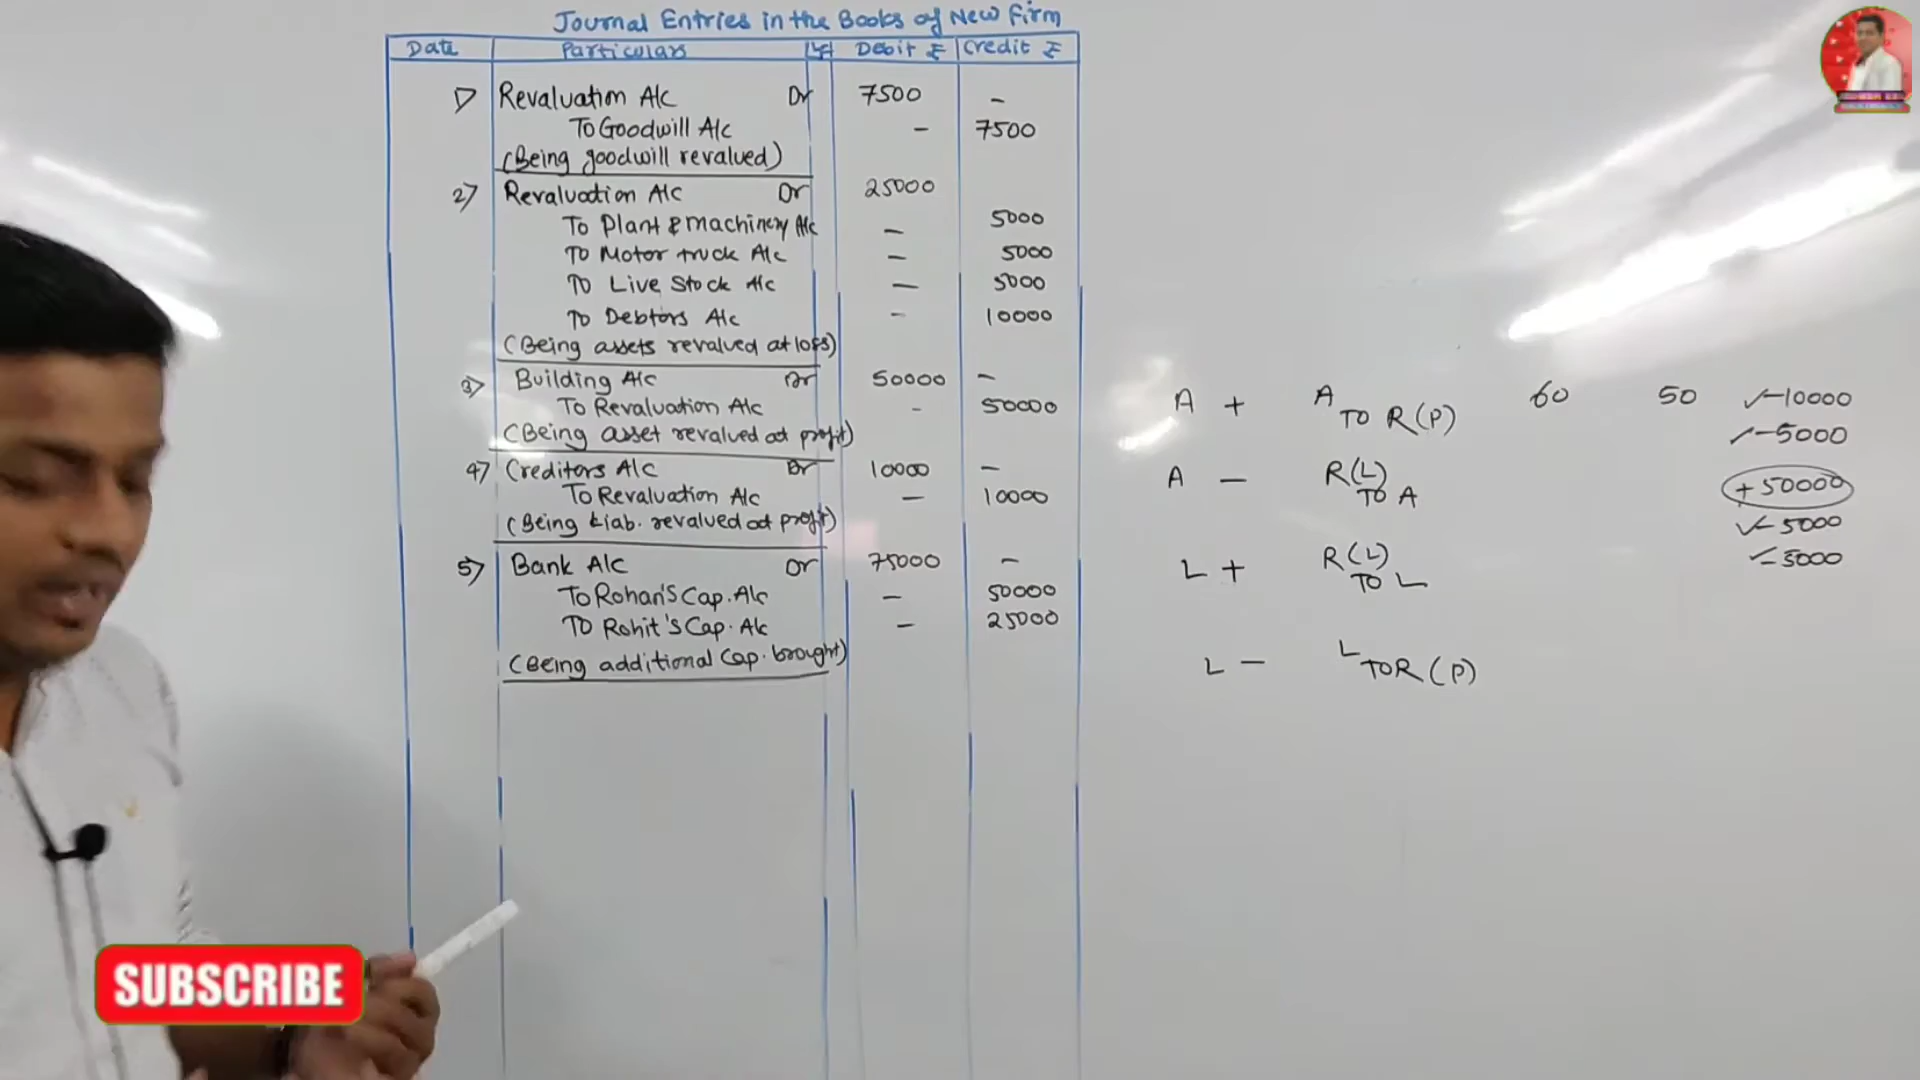 Journal Entries in the Books of New Firm
Date Particulars LF Debit ₹ Credit ₹
1> Revaluation A/c Dr 7500 -
To Goodwill A/c - 7500
(Being goodwill revalued)
2> Revaluation A/c Dr 25000
To Plant & Machinery A/c - 5000
To Motor truck A/c - 5000
To Live Stock A/c - 5000
To Debtors A/c - 10000
(Being assets revalued at loss)
3> Building A/c Dr 50000 -
To Revaluation A/c - 50000
(Being asset revalued at profit)
4> Creditors A/c Dr 10000 -
To Revaluation A/c - 10000
(Being Liab. revalued at profit)
5> Bank A/c Dr 75000 -
To Rohan's Cap. A/c - 50000
To Rohit's Cap. A/c - 25000
(Being additional Cap. brought)
A + A 60 50 ✓-10000
TO R(P)
✓-5000
A - R(L)
TO A
+50000
✓-5000
L + R(L)
TO L
✓-5000
L - L
TO R(P)
SUBSCRIBE